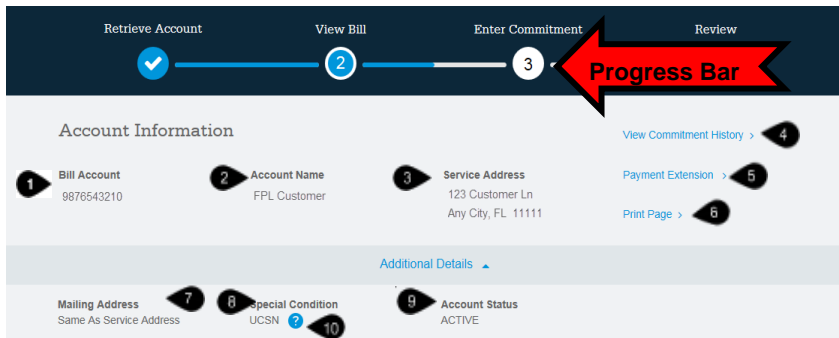 Retrieve Account View Bill Enter Commitment Review
2 3 Progress Bar
Account Information
View Commitment History > 4
1 Bill Account 2 Account Name 3 Service Address Payment Extension > 5
9876543210 FPL Customer 123 Customer Ln
Any City, FL 11111 Print Page > 6
Additional Details
Mailing Address 7 8 Special Condition 9 Account Status
Same As Service Address UCSN ? 10 ACTIVE